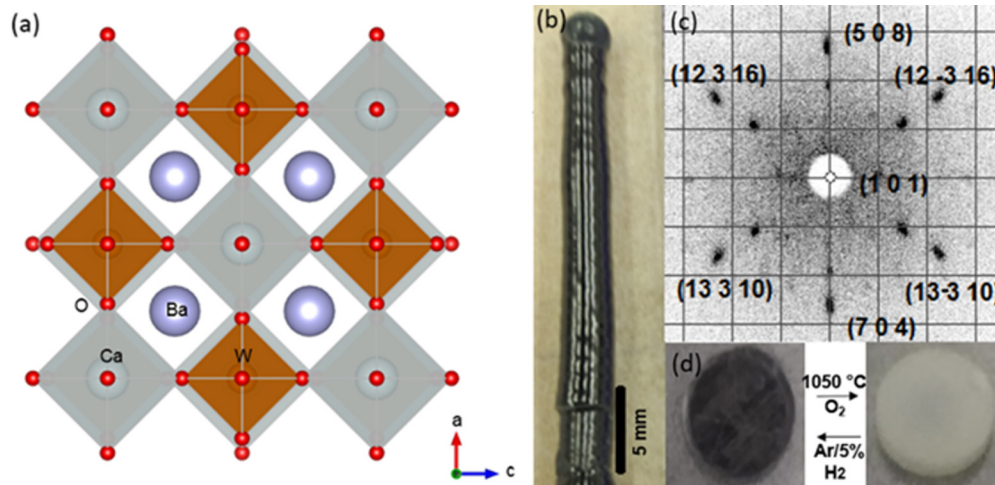 (a)
O
Ba
Ca
W
a
c
(b)
5 mm
(c)
(5 0 8)
(12 3 16)
(12 -3 16)
(1 0 1)
(13 3 10)
(13-3 10)
(7 0 4)
(d)
1050 °C
O2
Ar/5%
H2